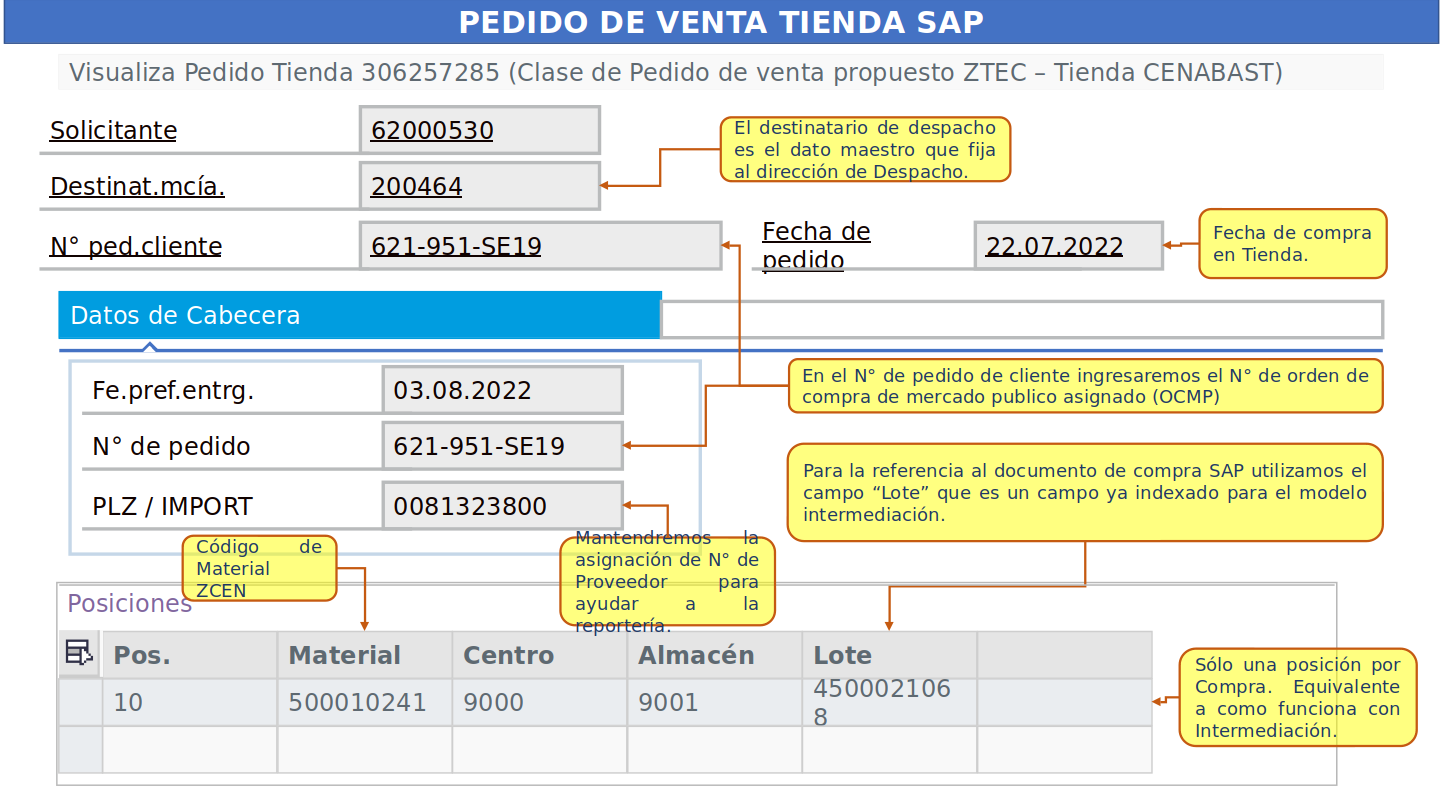 PEDIDO DE VENTA TIENDA SAP
Visualiza Pedido Tienda 306257285 (Clase de Pedido de venta propuesto ZTEC – Tienda CENABAST)
Solicitante
62000530
El destinatario de despacho
es el dato maestro que fija
al dirección de Despacho.
Destinat.mcía.
200464
N° ped.cliente
621-951-SE19
Fecha de
pedido
22.07.2022
Fecha de compra
en Tienda.
Datos de Cabecera
Fe.pref.entrg.
03.08.2022
En el N° de pedido de cliente ingresaremos el N° de orden de
compra de mercado publico asignado (OCMP)
N° de pedido
621-951-SE19
Para la referencia al documento de compra SAP utilizamos el
campo “Lote” que es un campo ya indexado para el modelo
intermediación.
PLZ / IMPORT
0081323800
Código de
Material
ZCEN
Mantendremos la
asignación de N° de
Proveedor para
ayudar a la
reportería.
Posiciones
Pos.
Material
Centro
Almacén
Lote
10
500010241
9000
9001
450002106
8
Sólo una posición por
Compra. Equivalente
a como funciona con
Intermediación.